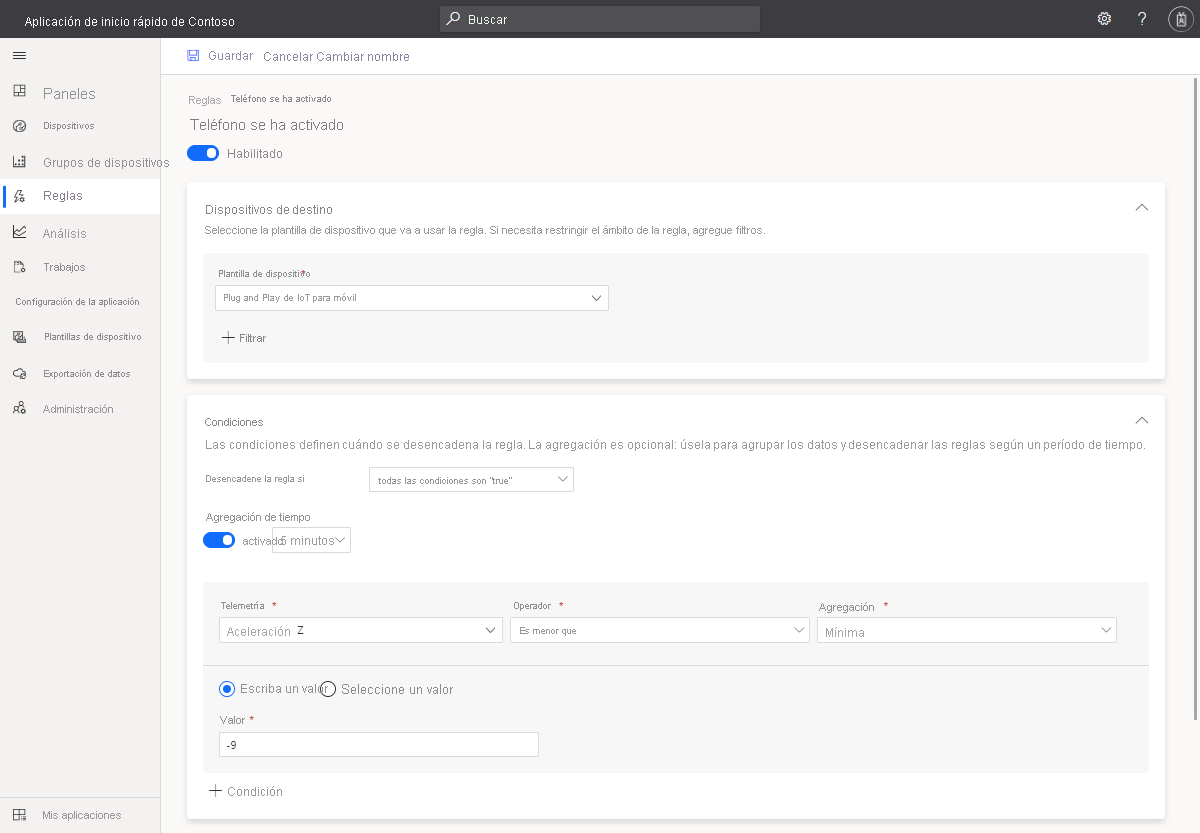 Aplicación de inicio rápido de Contoso
Buscar
?
Guardar Cancelar Cambiar nombre
Paneles
Dispositivos
Grupos de dispositivos
Reglas
Análisis
Trabajos
Configuración de la aplicación
Plantillas de dispositivo
Exportación de datos
Administración
Mis aplicaciones
Reglas Teléfono se ha activado
Teléfono se ha activado
Habilitado
Dispositivos de destino
Seleccione la plantilla de dispositivo que va a usar la regla. Si necesita restringir el ámbito de la regla, agregue filtros.
Plantilla de dispositivo *
Plug and Play de IoT para móvil
Filtrar
Condiciones
Las condiciones definen cuándo se desencadena la regla. La agregación es opcional: úsela para agrupar los datos y desencadenar las reglas según un período de tiempo.
Desencadene la regla si todas las condiciones son "true"
Agregación de tiempo
activado 5 minutos
Telemetría * Operador * Agregación *
Aceleración Z Es menor que Mínima
Escriba un valor Seleccione un valor
Valor *
-9
Condición